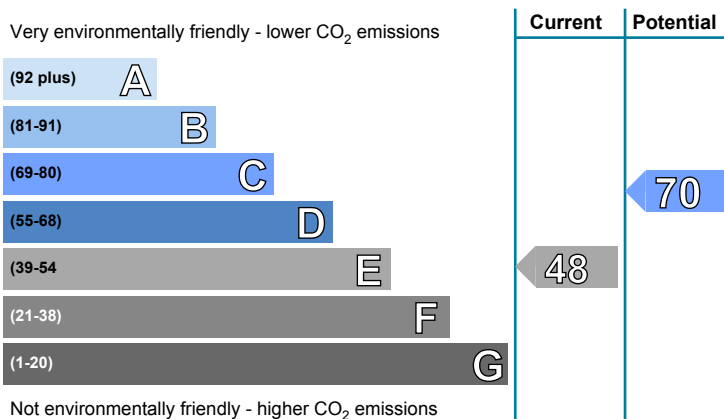 Current Potential
Very environmentally friendly - lower CO2 emissions
(92 plus) A
(81-91) B
(69-80) C
70
(55-68) D
(39-54 E
48
(21-38) F
(1-20) G
Not environmentally friendly - higher CO2 emissions